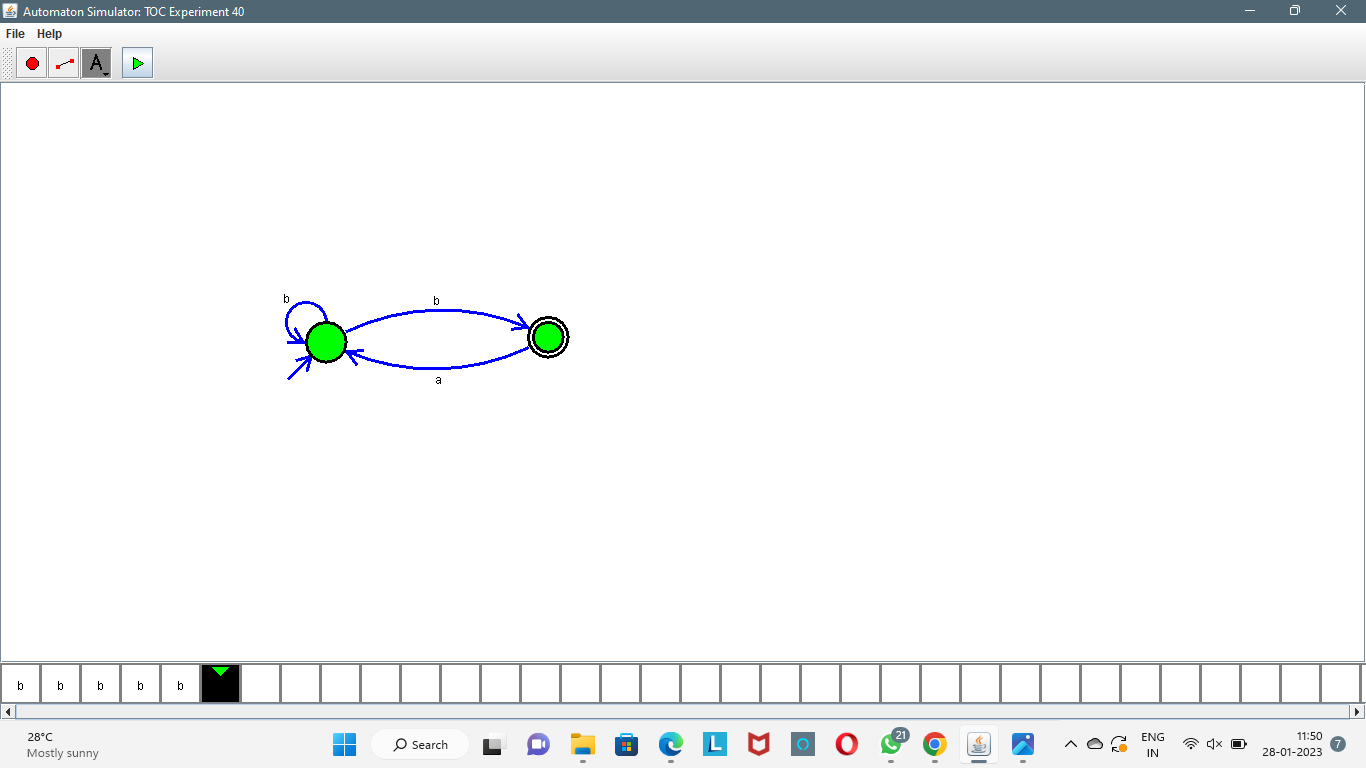 Automaton Simulator: TOC Experiment 40
File Help
A
b
b
a
b b b b b
28°C
Mostly sunny
Search
L
21
ENG
IN
11:50
28-01-2023
7